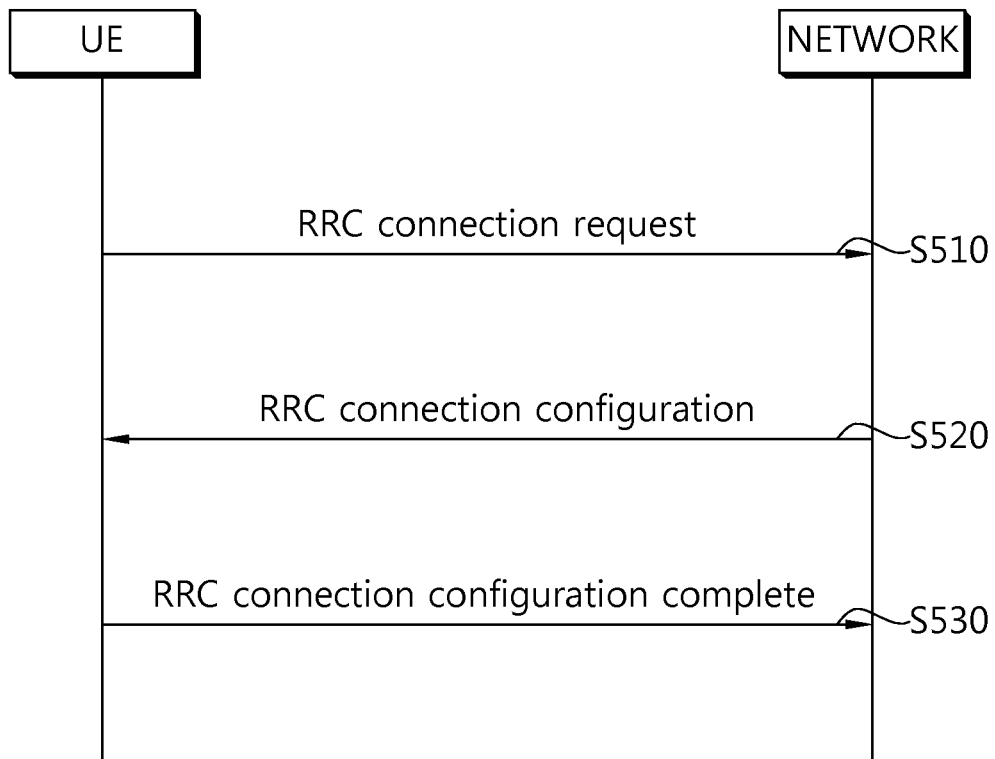 UE
NETWORK
RRC connection request
S510
RRC connection configuration
S520
RRC connection configuration complete
S530